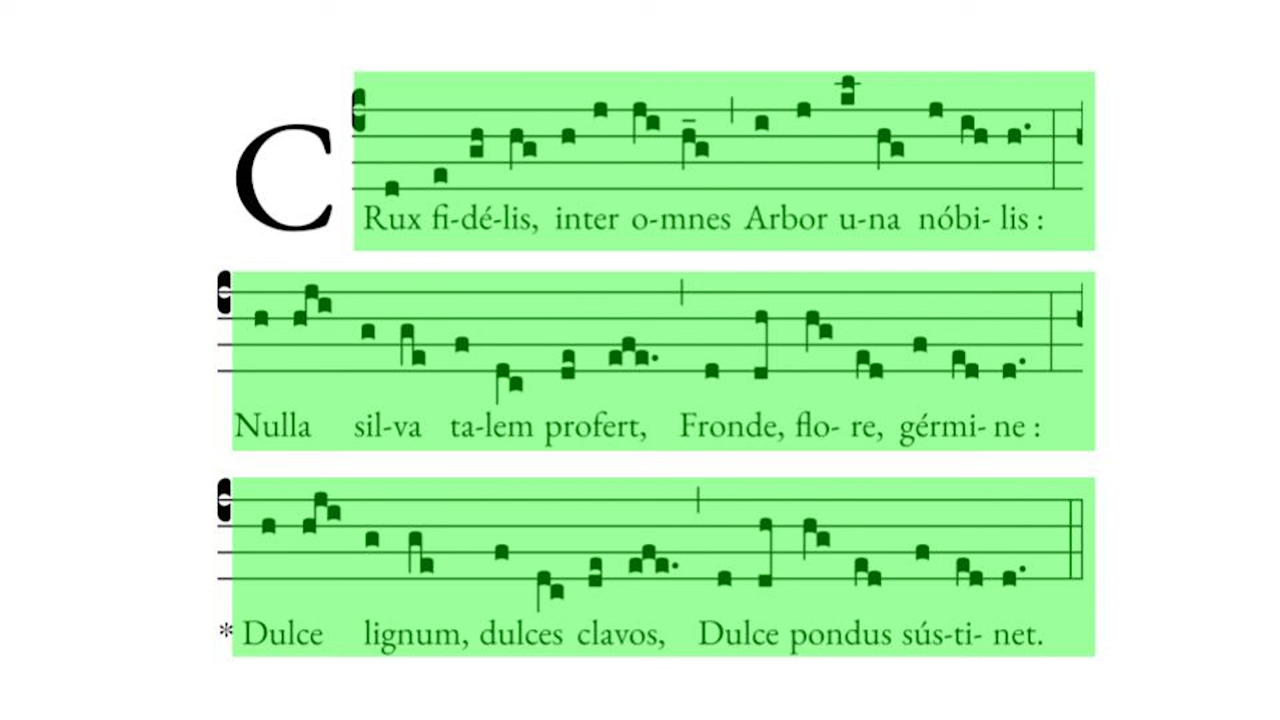 CRux fi-dé-lis, inter o-mnes Arbor u-na nóbi- lis :
Nulla sil-va ta-lem profert, Fronde, flo- re, gérmi- ne :
* Dulce lignum, dulces clavos, Dulce pondus sús-ti- net.